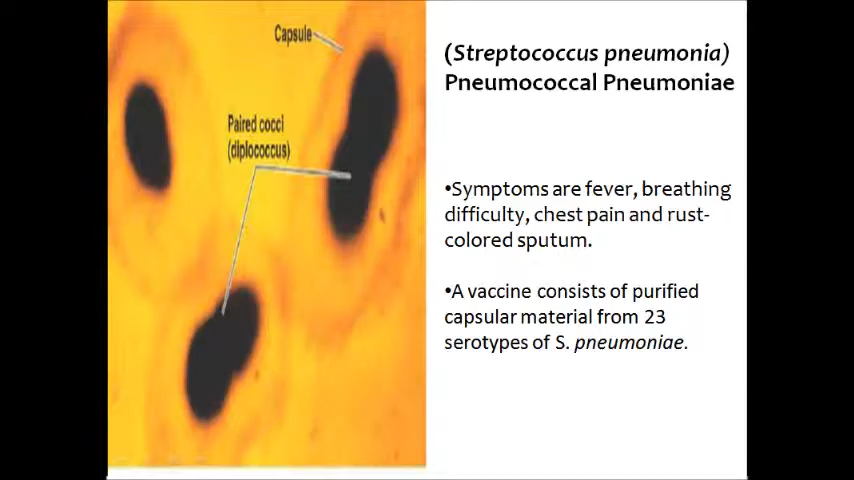 Capsule
Paired cocci
(diplococcus)
(Streptococcus pneumonia)
Pneumococcal Pneumoniae
•Symptoms are fever, breathing
difficulty, chest pain and rust-
colored sputum.
•A vaccine consists of purified
capsular material from 23
serotypes of S. pneumoniae.